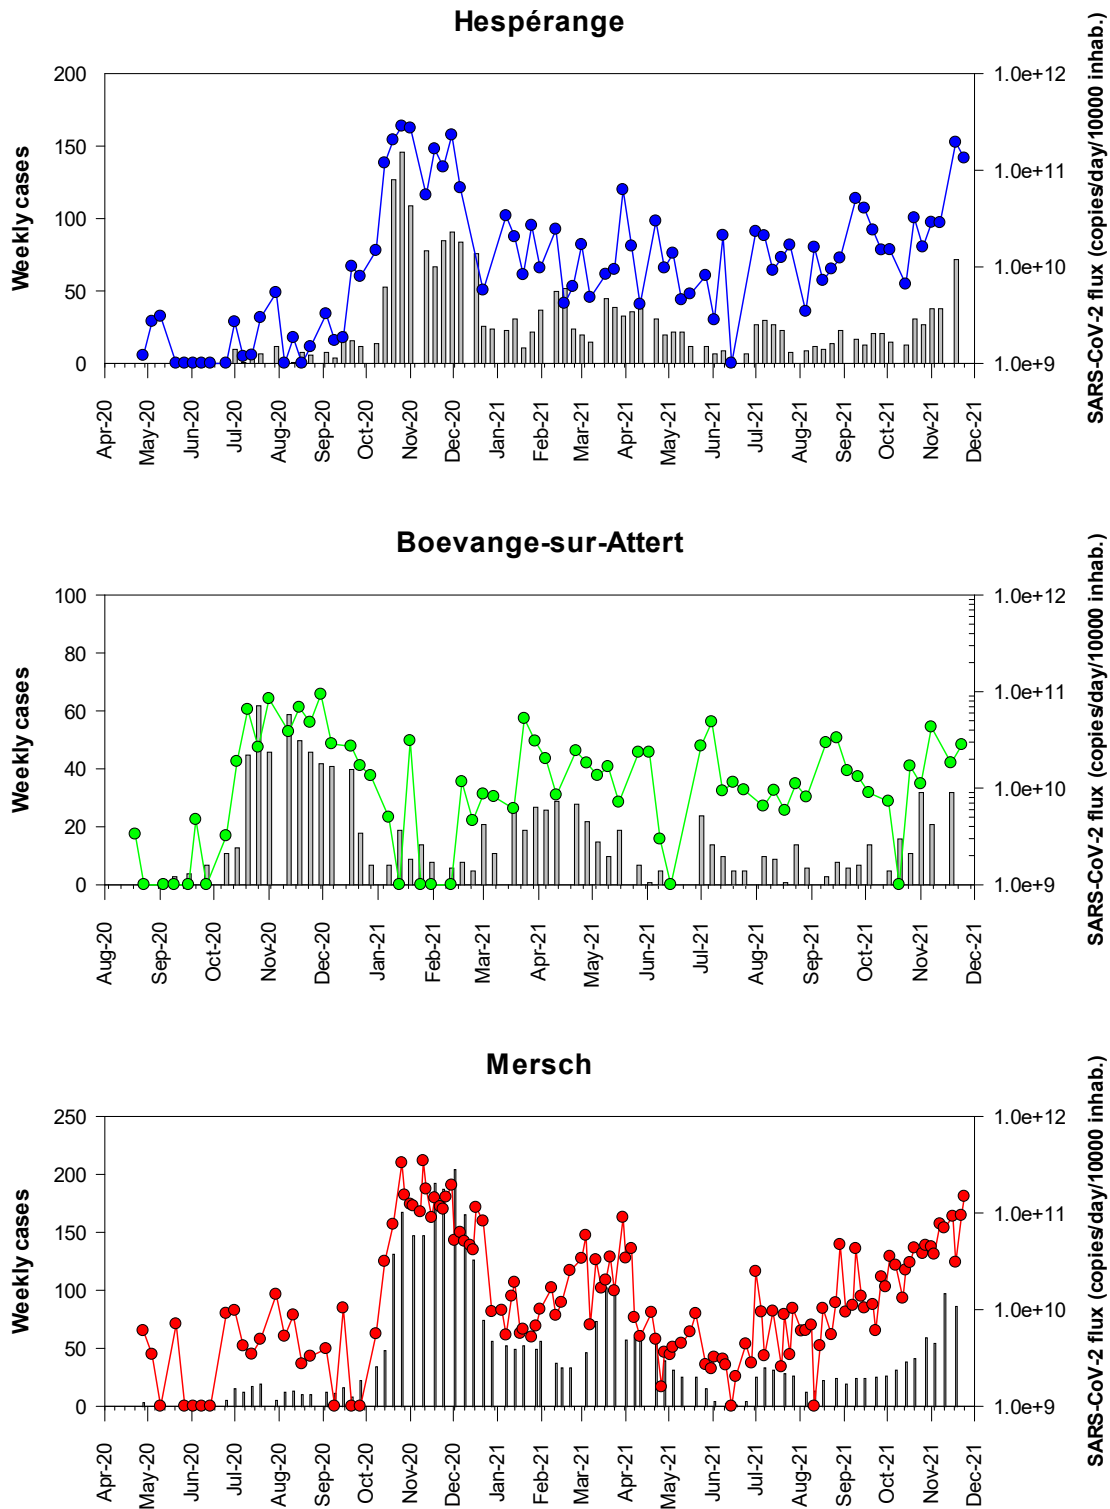 Hespérange
Weekly cases
200
150
100
50
0
1.0e+12
1.0e+11
1.0e+10
1.0e+9
SARS-CoV-2 flux (copies/day/10000 inhab.)
Apr-20
May-20
Jun-20
Jul-20
Aug-20
Sep-20
Oct-20
Nov-20
Dec-20
Jan-21
Feb-21
Mar-21
Apr-21
May-21
Jun-21
Jul-21
Aug-21
Sep-21
Oct-21
Nov-21
Dec-21
Boevange-sur-Attert
Weekly cases
100
80
60
40
20
0
1.0e+12
1.0e+11
1.0e+10
1.0e+9
SARS-CoV-2 flux (copies/day/10000 inhab.)
Aug-20
Sep-20
Oct-20
Nov-20
Dec-20
Jan-21
Feb-21
Mar-21
Apr-21
May-21
Jun-21
Jul-21
Aug-21
Sep-21
Oct-21
Nov-21
Dec-21
Mersch
Weekly cases
250
200
150
100
50
0
1.0e+12
1.0e+11
1.0e+10
1.0e+9
SARS-CoV-2 flux (copies/day/10000 inhab.)
Apr-20
May-20
Jun-20
Jul-20
Aug-20
Sep-20
Oct-20
Nov-20
Dec-20
Jan-21
Feb-21
Mar-21
Apr-21
May-21
Jun-21
Jul-21
Aug-21
Sep-21
Oct-21
Nov-21
Dec-21